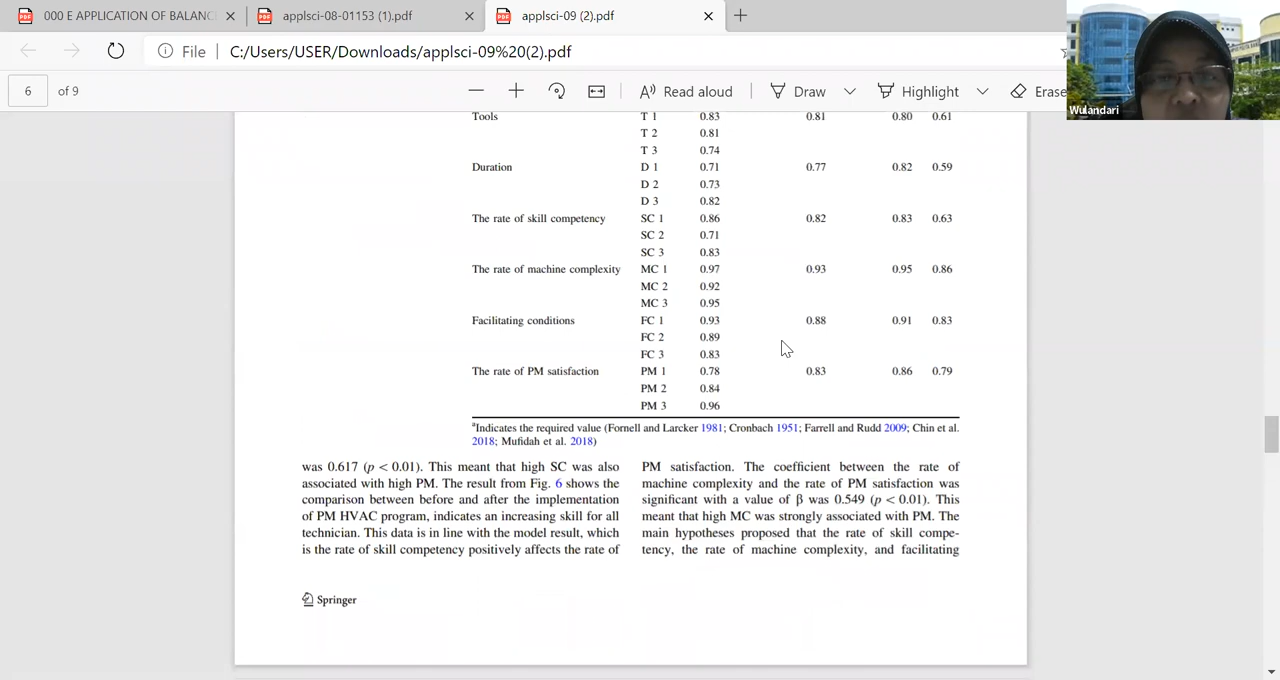 000 E APPLICATION OF BALANC
applsci-08-01153 (1).pdf
applsci-09 (2).pdf
File
C:/Users/USER/Downloads/applsci-09%20(2).pdf
6 of 9
Read aloud
Draw
Highlight
Erase
Wulandari
Tools T 1 0.83 0.81 0.80 0.61
T 2 0.81
T 3 0.74
Duration D 1 0.71 0.77 0.82 0.59
D 2 0.73
D 3 0.82
The rate of skill competency SC 1 0.86 0.82 0.83 0.63
SC 2 0.71
SC 3 0.83
The rate of machine complexity MC 1 0.97 0.93 0.95 0.86
MC 2 0.92
MC 3 0.95
Facilitating conditions FC 1 0.93 0.88 0.91 0.83
FC 2 0.89
FC 3 0.83
The rate of PM satisfaction PM 1 0.78 0.83 0.86 0.79
PM 2 0.84
PM 3 0.96
aIndicates the required value (Fornell and Larcker 1981; Cronbach 1951; Farrell and Rudd 2009; Chin et al.
2018; Mufidah et al. 2018)
was 0.617 (p < 0.01). This meant that high SC was also
associated with high PM. The result from Fig. 6 shows the
comparison between before and after the implementation
of PM HVAC program, indicates an increasing skill for all
technician. This data is in line with the model result, which
is the rate of skill competency positively affects the rate of
PM satisfaction. The coefficient between the rate of
machine complexity and the rate of PM satisfaction was
significant with a value of β was 0.549 (p < 0.01). This
meant that high MC was strongly associated with PM. The
main hypotheses proposed that the rate of skill compe-
tency, the rate of machine complexity, and facilitating
Springer